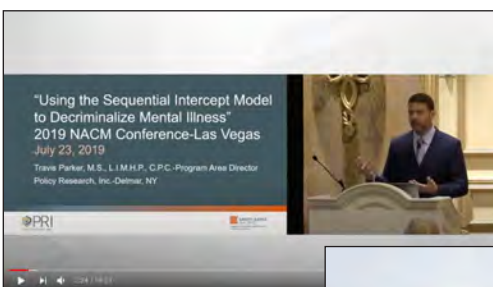 "Using the Sequential Intercept Model
to Decriminalize Mental Illness"
2019 NACM Conference-Las Vegas
July 23, 2019
Travis Parker, M.S., L.I.M.H.P., C.P.C.-Program Area Director
Policy Research, Inc.-Delmar, NY
PRI